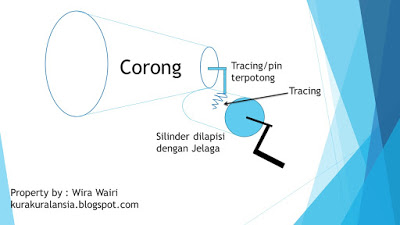 Corong
Tracing/pin
terpotong
Tracing
Silinder dilapisi
dengan Jelaga
Property by : Wira Wairi
kurakuralansia.blogspot.com